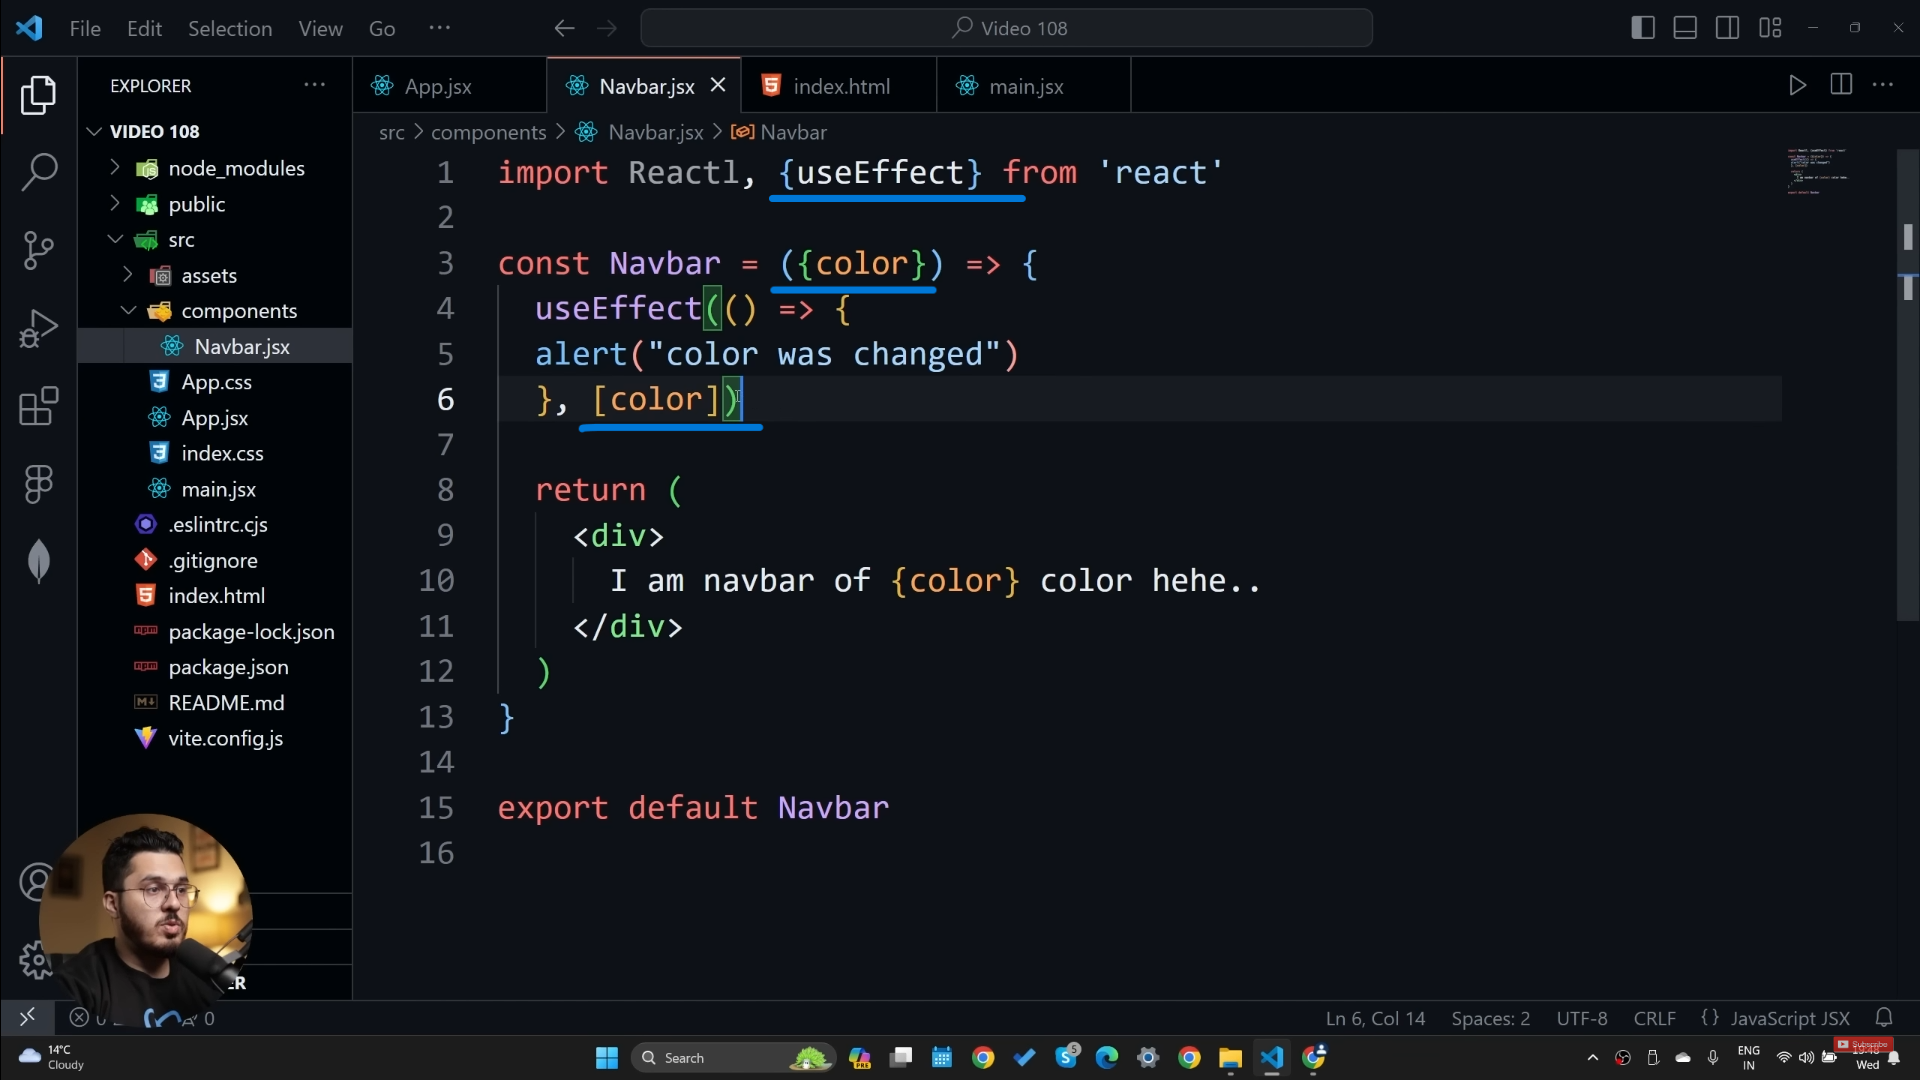 File Edit Selection View Go ··· Video 108
EXPLORER ···
VIDEO 108
node_modules
public
src
assets
components
Navbar.jsx
App.css
App.jsx
index.css
main.jsx
.eslintrc.cjs
.gitignore
index.html
package-lock.json
package.json
README.md
vite.config.js
App.jsx Navbar.jsx index.html main.jsx
src > components > Navbar.jsx > Navbar
1 import Reactl, {useEffect} from 'react'
2
3 const Navbar = ({color}) => {
4 useEffect(() => {
5 alert("color was changed")
6 }, [color])
7
8 return (
9 <div>
10 I am navbar of {color} color hehe..
11 </div>
12 )
13 }
14
15 export default Navbar
16
0
Ln 6, Col 14 Spaces: 2 UTF-8 CRLF {} JavaScript JSX
14°C
Cloudy
Search
PRE
5
ENG
IN
Subscribe
Wed